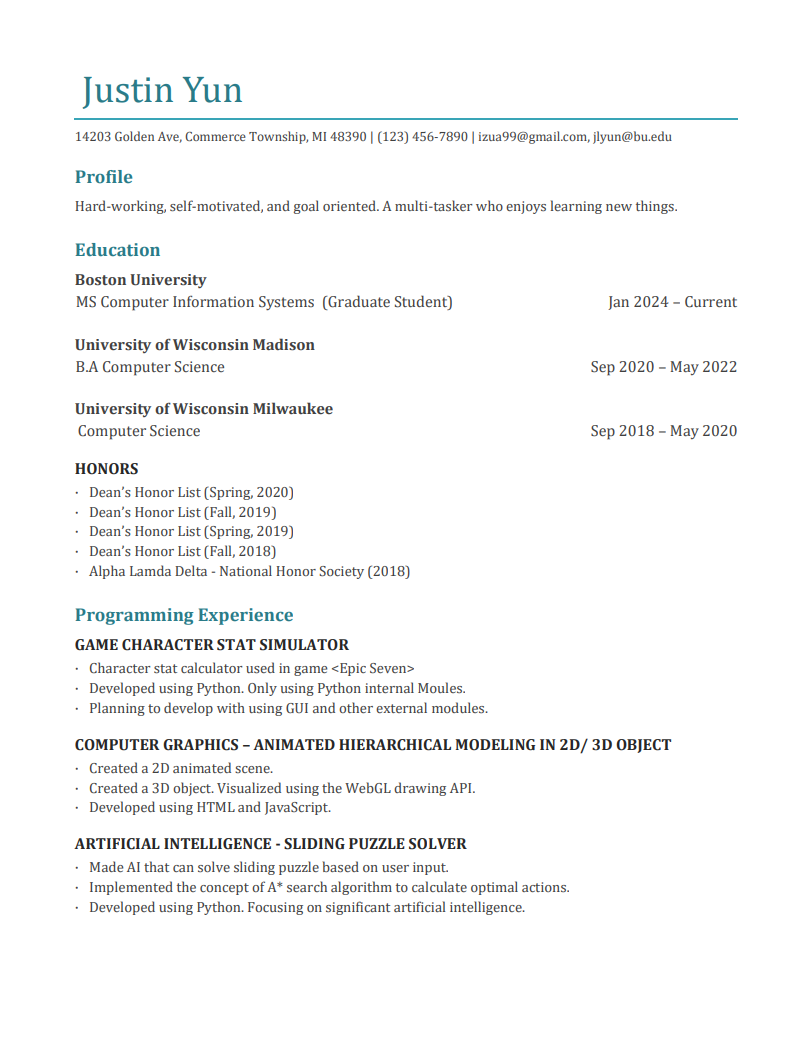 Justin Yun
14203 Golden Ave, Commerce Township, MI 48390 | (123) 456-7890 | izua99@gmail.com, jlyun@bu.edu
Profile
Hard-working, self-motivated, and goal oriented. A multi-tasker who enjoys learning new things.
Education
Boston University
MS Computer Information Systems (Graduate Student) Jan 2024 – Current
University of Wisconsin Madison
B.A Computer Science Sep 2020 – May 2022
University of Wisconsin Milwaukee
Computer Science Sep 2018 – May 2020
HONORS
· Dean’s Honor List (Spring, 2020)
· Dean’s Honor List (Fall, 2019)
· Dean’s Honor List (Spring, 2019)
· Dean’s Honor List (Fall, 2018)
· Alpha Lamda Delta - National Honor Society (2018)
Programming Experience
GAME CHARACTER STAT SIMULATOR
· Character stat calculator used in game <Epic Seven>
· Developed using Python. Only using Python internal Moules.
· Planning to develop with using GUI and other external modules.
COMPUTER GRAPHICS – ANIMATED HIERARCHICAL MODELING IN 2D/ 3D OBJECT
· Created a 2D animated scene.
· Created a 3D object. Visualized using the WebGL drawing API.
· Developed using HTML and JavaScript.
ARTIFICIAL INTELLIGENCE - SLIDING PUZZLE SOLVER
· Made AI that can solve sliding puzzle based on user input.
· Implemented the concept of A* search algorithm to calculate optimal actions.
· Developed using Python. Focusing on significant artificial intelligence.